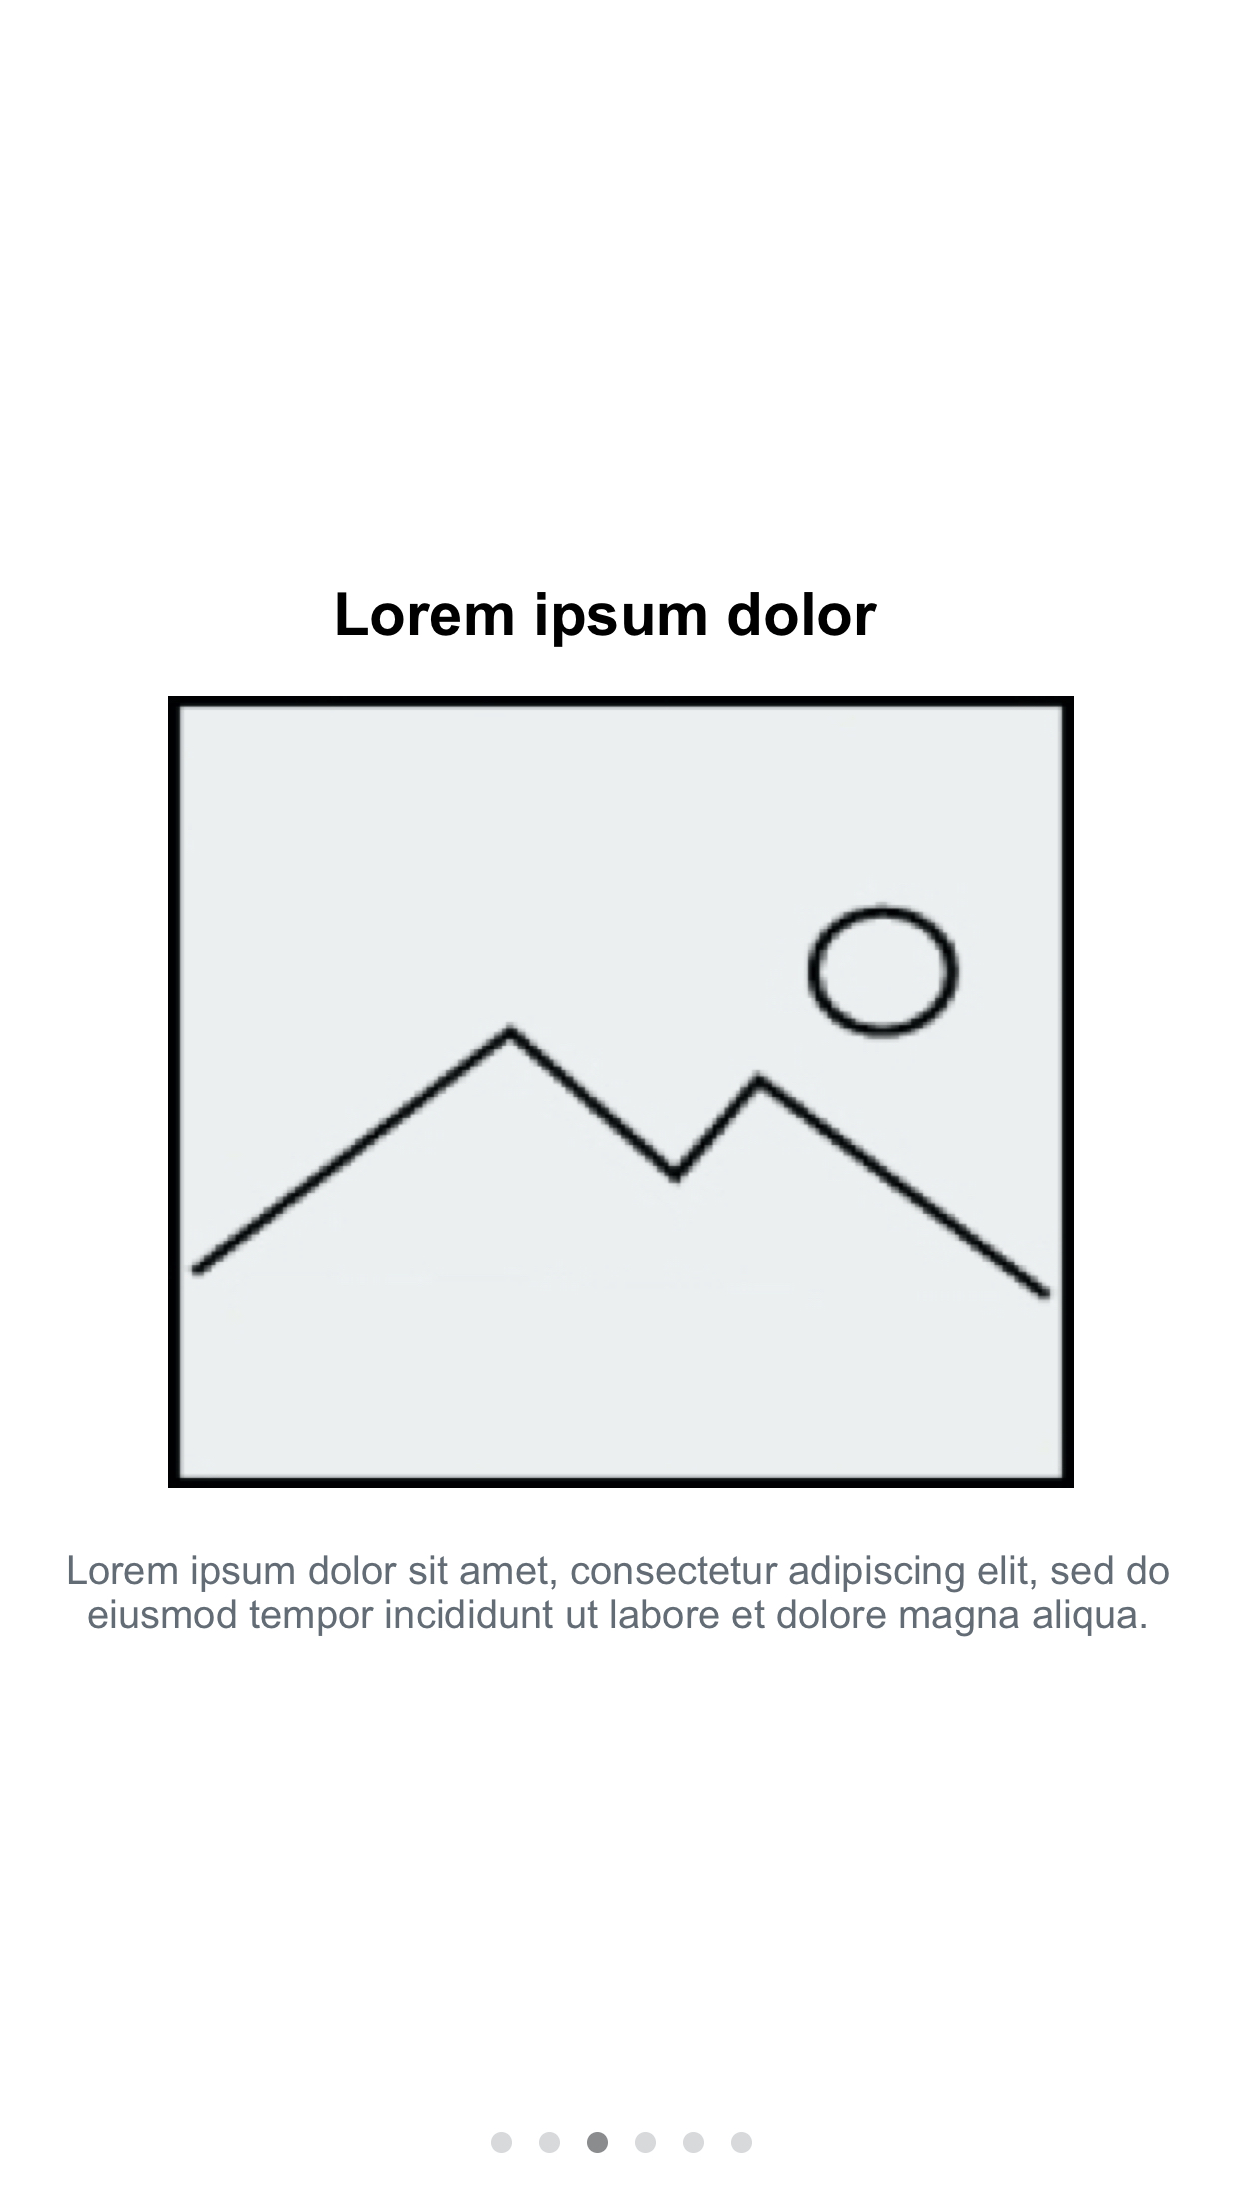 Lorem ipsum dolor
Lorem ipsum dolor sit amet, consectetur adipiscing elit, sed do
eiusmod tempor incididunt ut labore et dolore magna aliqua.